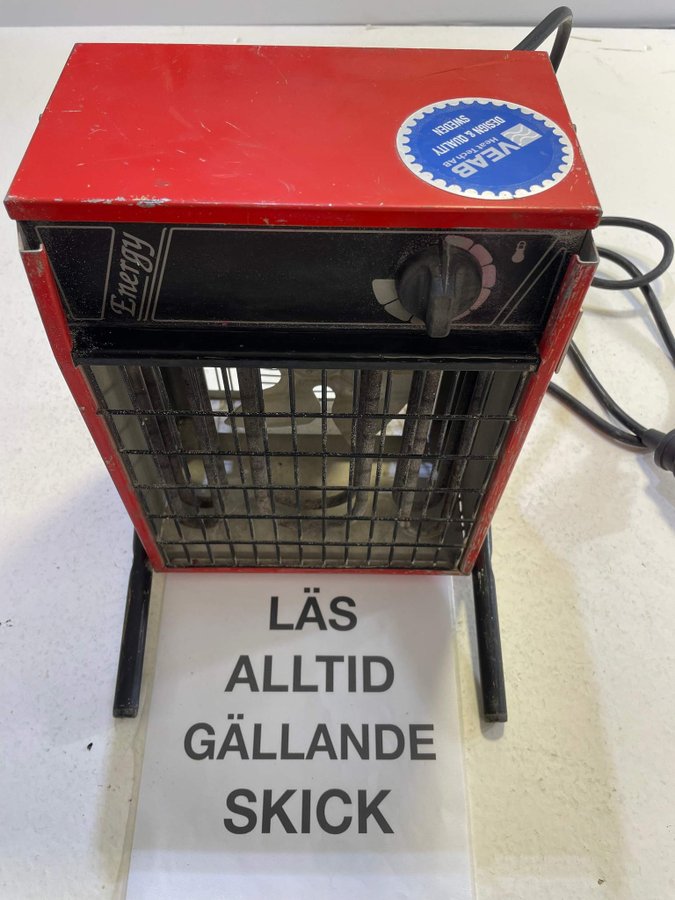 VEAB
Heat Tech AB
DESIGN & QUALITY
SWEDEN
Energy
LÄS
ALLTID
GÄLLANDE
SKICK